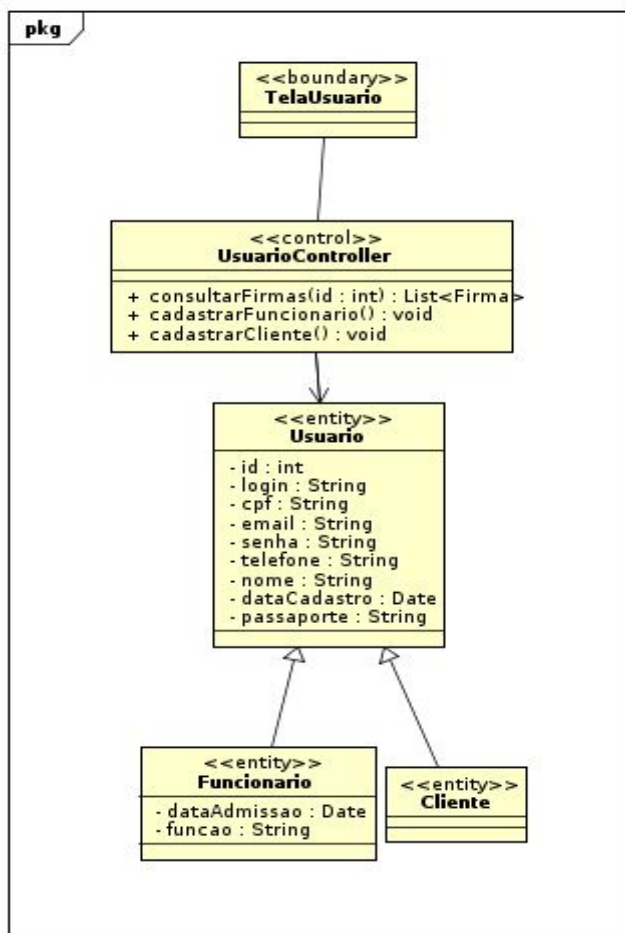 pkg
<<boundary>>
TelaUsuario
<<control>>
UsuarioController
+ consultarFirmas(id : int) : List<Firma>
+ cadastrarFuncionario() : void
+ cadastrarCliente() : void
<<entity>>
Usuario
- id : int
- login : String
- cpf : String
- email : String
- senha : String
- telefone : String
- nome : String
- dataCadastro : Date
- passaporte : String
<<entity>>
Funcionario
- dataAdmissao : Date
- funcao : String
<<entity>>
Cliente